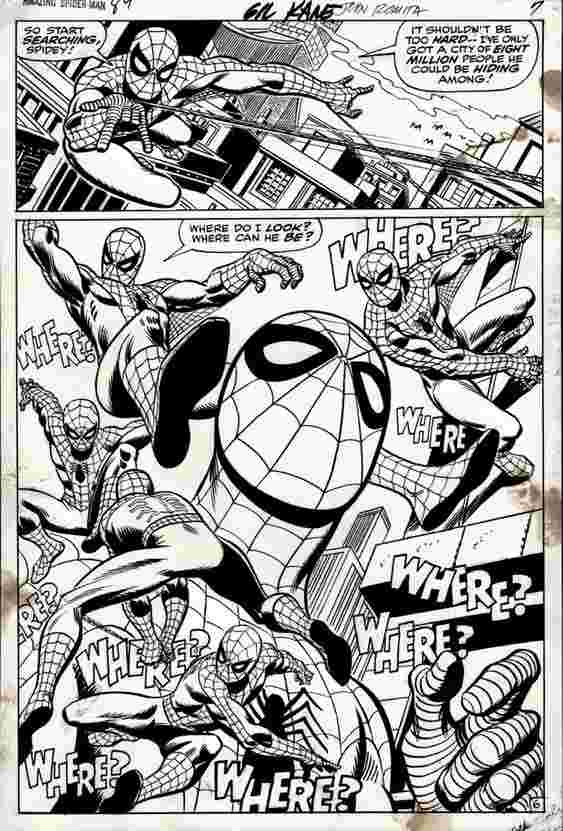 AMAZING SPIDER-MAN 89
GIL KANE JOHN ROMITA
7
SO START
SEARCHING,
SPIDEY!
IT SHOULDN'T BE
TOO HARD-- I'VE ONLY
GOT A CITY OF EIGHT
MILLION PEOPLE HE
COULD BE HIDING
AMONG!
WHERE DO I LOOK?
WHERE CAN HE BE?
WHERE?
WHERE?
WHERE
WHERE?
WHERE?
WHERE?
WHERE?
WHERE?
6